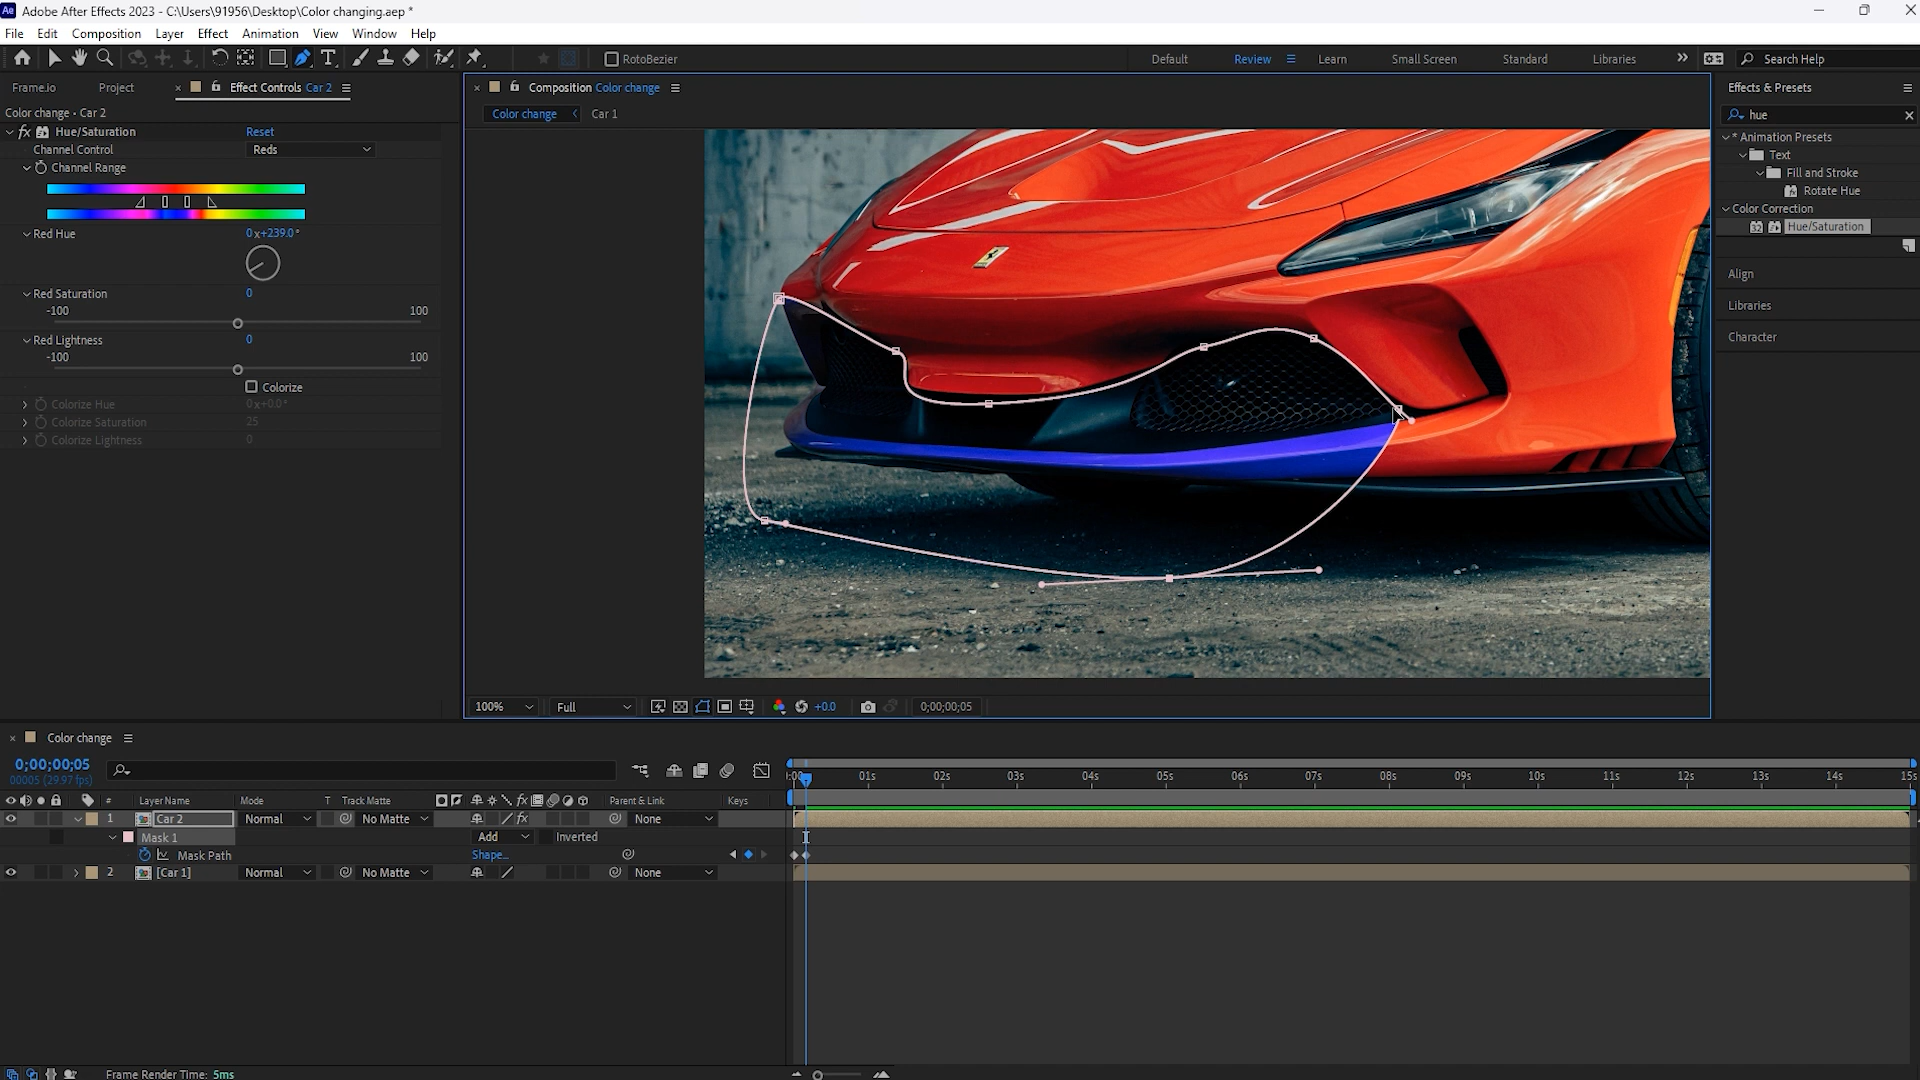 Ae Adobe After Effects 2023 - C:\Users\91956\Desktop\Color changing.aep *
File Edit Composition Layer Effect Animation View Window Help
T RotoBezier Default Review Learn Small Screen Standard Libraries Search Help
Frame.io Project Effect Controls Car 2
Composition Color change
Effects & Presets
Color change • Car 2
Color change Car 1
hue
fx Hue/Saturation Reset
Channel Control Reds
Channel Range
Red Hue 0x+239.0°
Red Saturation 0
-100 100
Red Lightness 0
-100 100
Colorize
Colorize Hue 0x+0.0°
Colorize Saturation 25
Colorize Lightness 0
* Animation Presets
Text
Fill and Stroke
Rotate Hue
Color Correction
32 Hue/Saturation
Align
Libraries
Character
100% Full +0.0 0;00;00;05
Color change
0;00;00;05
00005 (29.97 fps)
01s 02s 03s 04s 05s 06s 07s 08s 09s 10s 11s 12s 13s 14s 15s
# Layer Name Mode T Track Matte fx Parent & Link Keys
1 Car 2 Normal No Matte fx None
Mask 1 Add Inverted
Mask Path Shape...
2 [Car 1] Normal No Matte None
Frame Render Time: 5ms